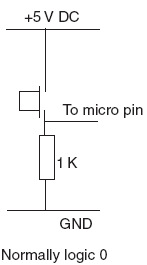 +5 V DC
To micro pin
1 K
GND
Normally logic 0